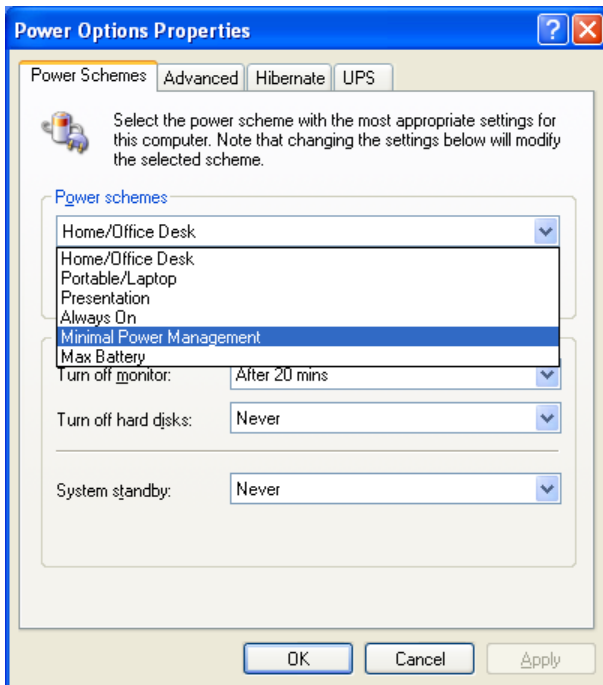 Power Options Properties
Power Schemes Advanced Hibernate UPS
Select the power scheme with the most appropriate settings for
this computer. Note that changing the settings below will modify
the selected scheme.
Power schemes
Home/Office Desk
Home/Office Desk
Portable/Laptop
Presentation
Always On
Minimal Power Management
Max Battery
Turn off monitor: After 20 mins
Turn off hard disks: Never
System standby: Never
OK Cancel Apply